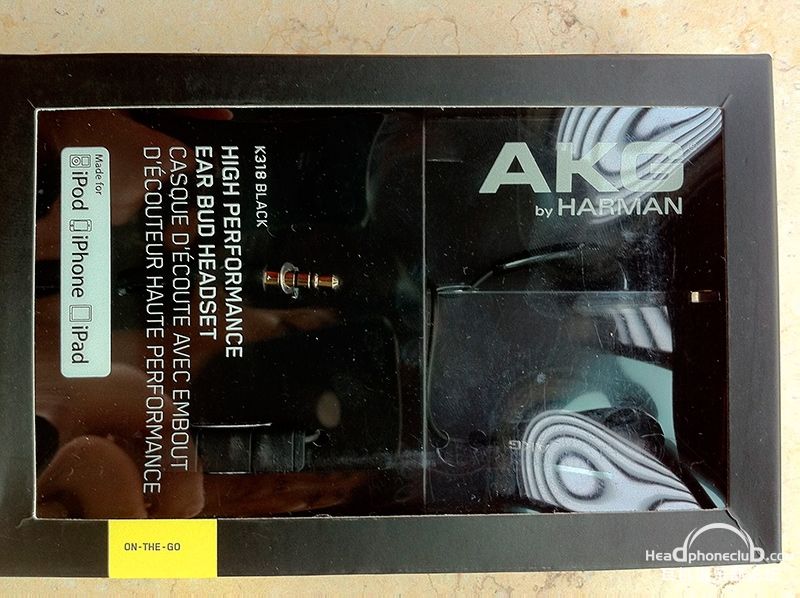 AKG
by HARMAN
K318 BLACK
HIGH PERFORMANCE
EAR BUD HEADSET
CASQUE D'ÉCOUTE AVEC EMBOUT
D'ÉCOUTEUR HAUTE PERFORMANCE
Made for
iPod iPhone iPad
ON-THE-GO
AKG
Headphoneclub.com